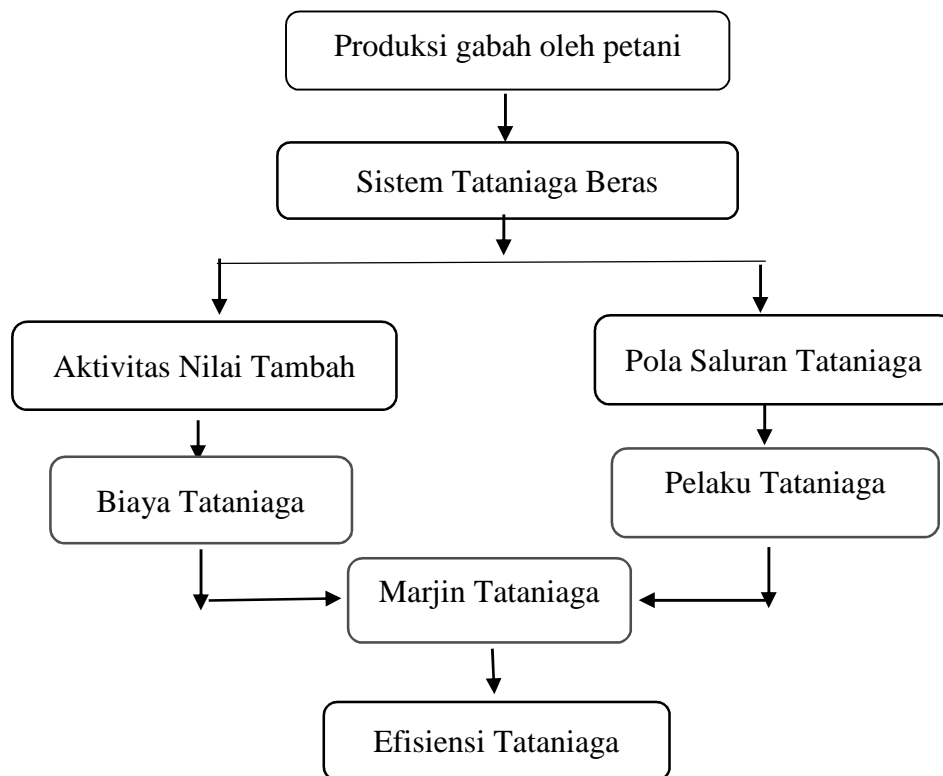 Produksi gabah oleh petani
Sistem Tataniaga Beras
Aktivitas Nilai Tambah
Pola Saluran Tataniaga
Biaya Tataniaga
Pelaku Tataniaga
Marjin Tataniaga
Efisiensi Tataniaga